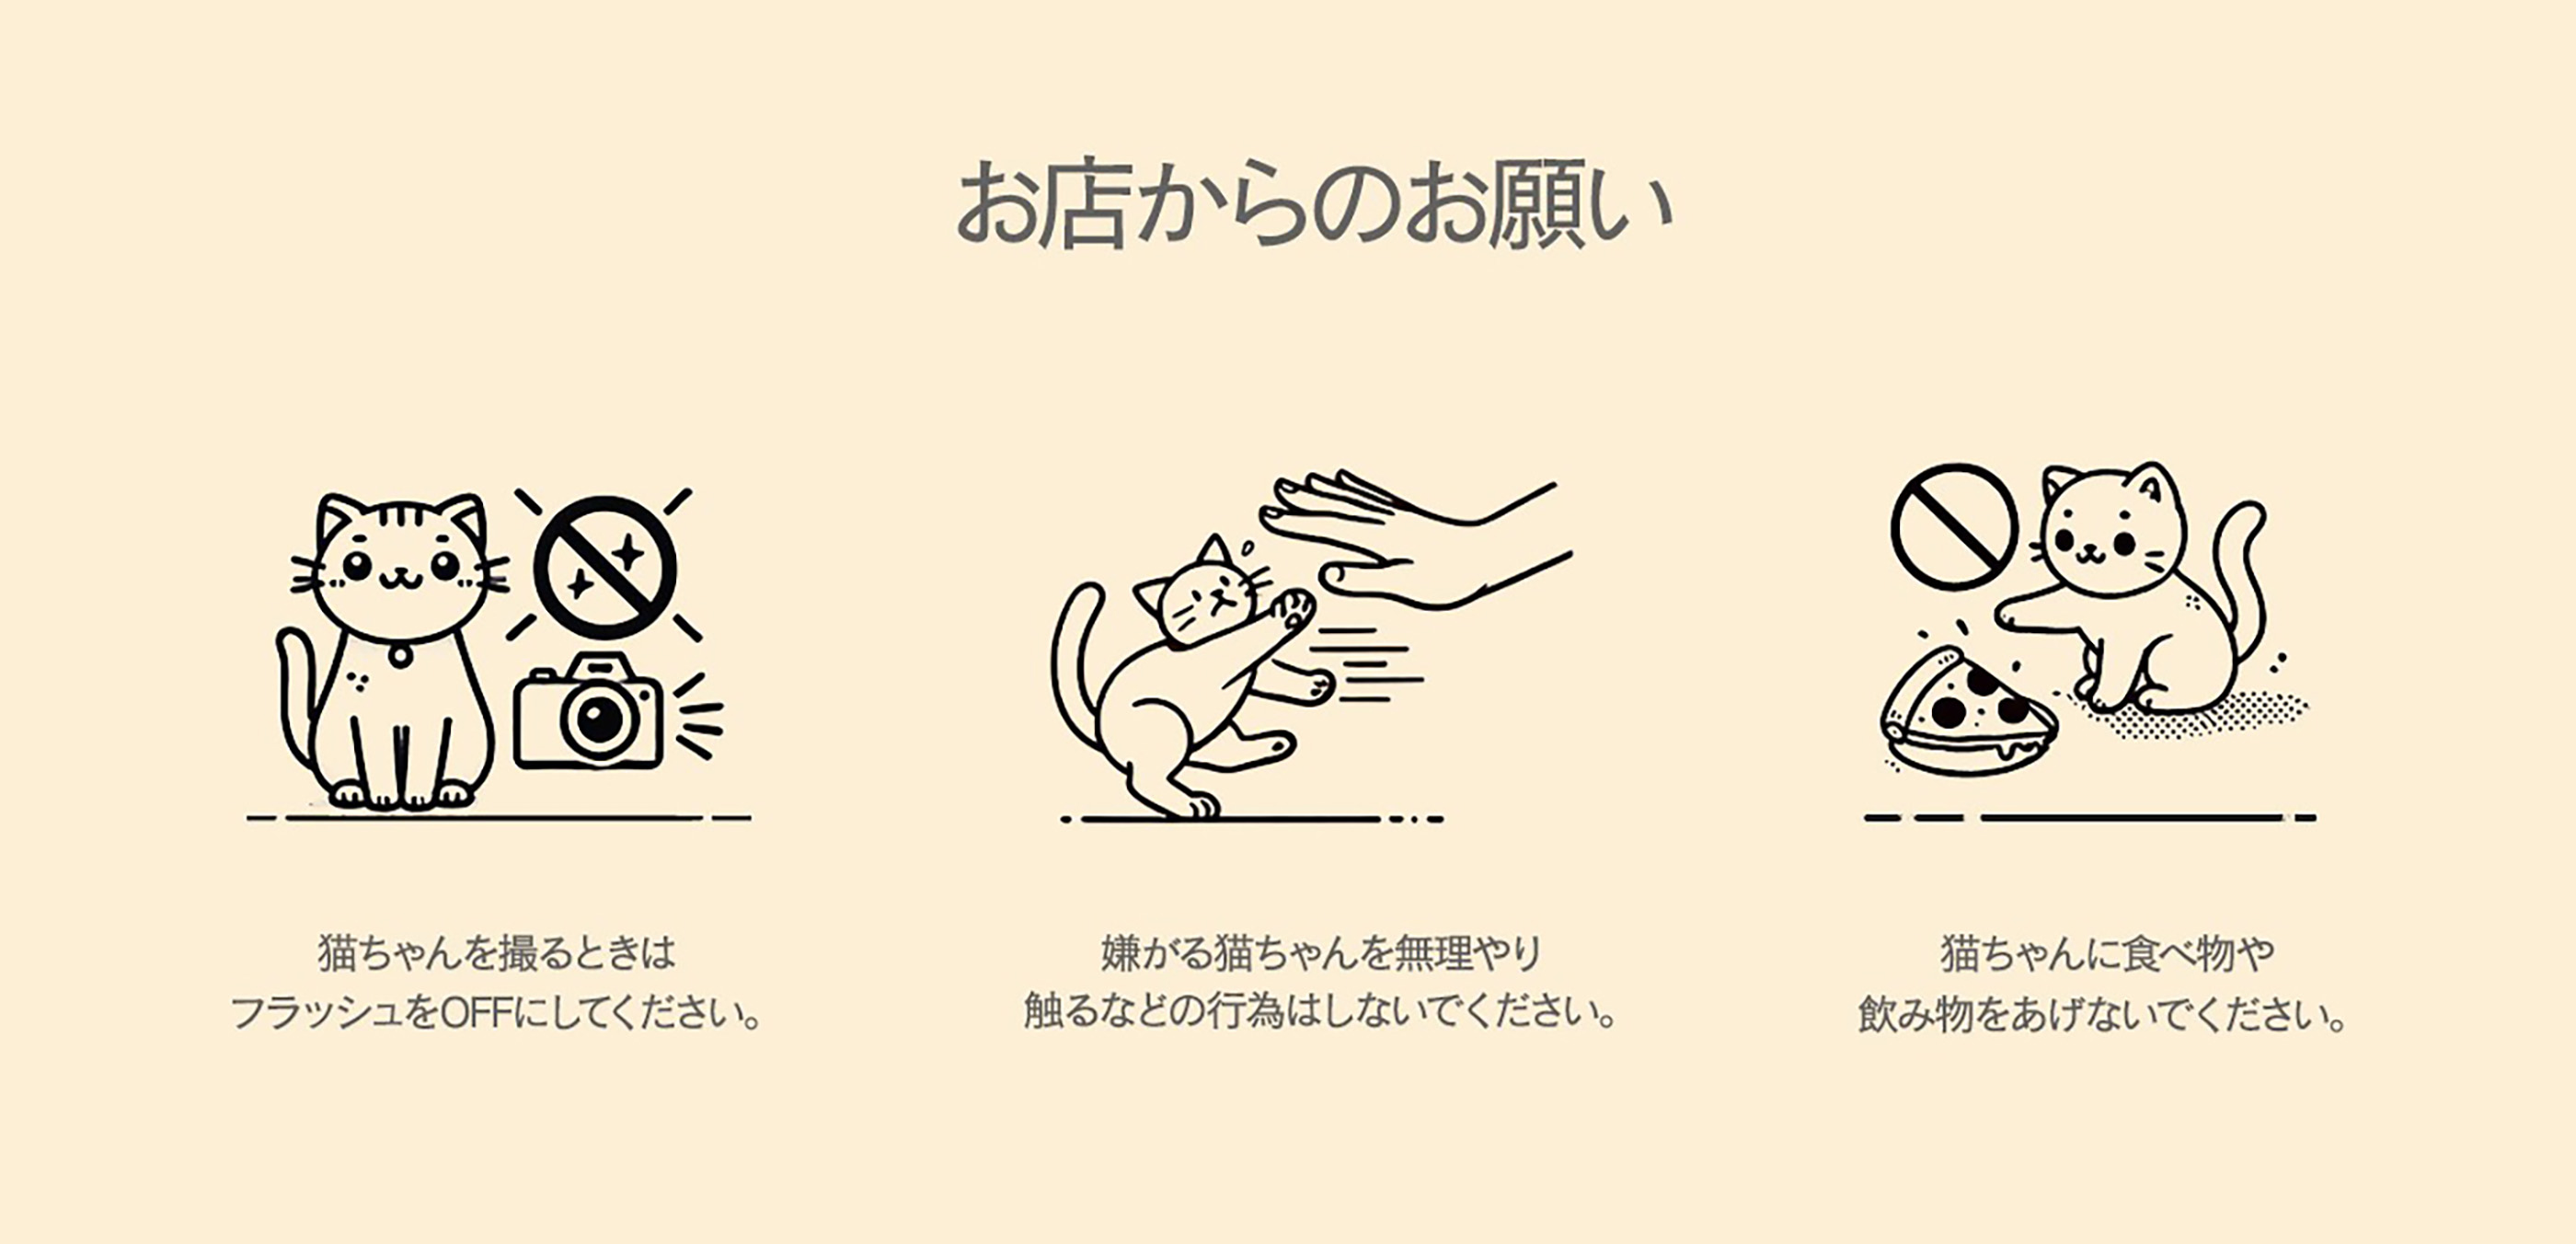 お店からのお願い
猫ちゃんを撮るときは
フラッシュをOFFにしてください。
嫌がる猫ちゃんを無理やり
触るなどの行為はしないでください。
猫ちゃんに食べ物や
飲み物をあげないでください。